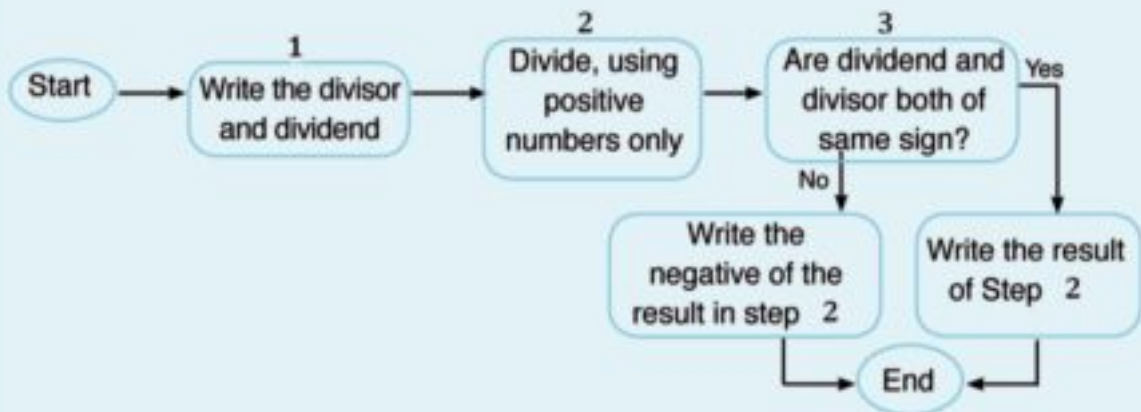 Start
1
Write the divisor
and dividend
2
Divide, using
positive
numbers only
3
Are dividend and
divisor both of
same sign?
Yes
No
Write the
negative of the
result in step 2
Write the result
of Step 2
End